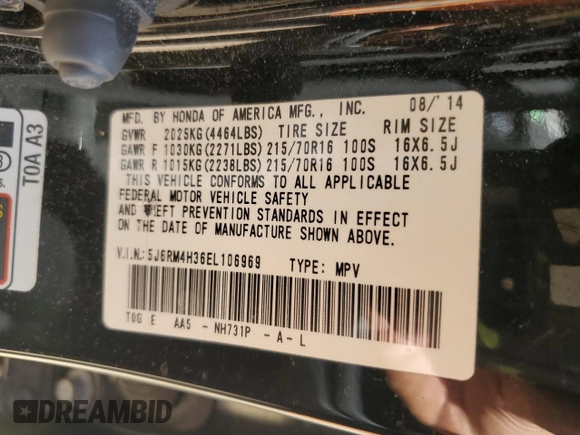 MFD. BY HONDA OF AMERICA MFG., INC. 08/'14
GVWR 2025KG(4464LBS) TIRE SIZE RIM SIZE
GAWR F 1030KG(2271LBS) 215/70R16 100S 16X6.5J
GAWR R 1015KG(2238LBS) 215/70R16 100S 16X6.5J
THIS VEHICLE CONFORMS TO ALL APPLICABLE
FEDERAL MOTOR VEHICLE SAFETY
AND THEFT PREVENTION STANDARDS IN EFFECT
ON THE DATE OF MANUFACTURE SHOWN ABOVE.
V.I.N.: 5J6RM4H36EL106969 TYPE: MPV
T0G E AA5 - NH731P - A - L
T0A A3
DREAMBID